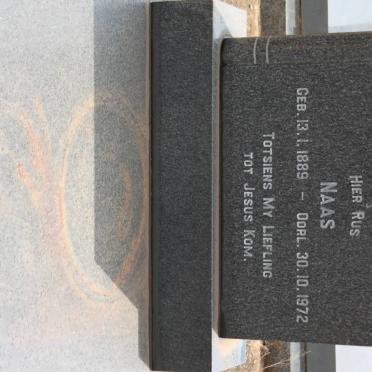 HIER RUS
NAAS
GEB. 13.1.1889 – OORL. 30.10.1972
TOTSIENS MY LIEFLING
TOT JESUS KOM.